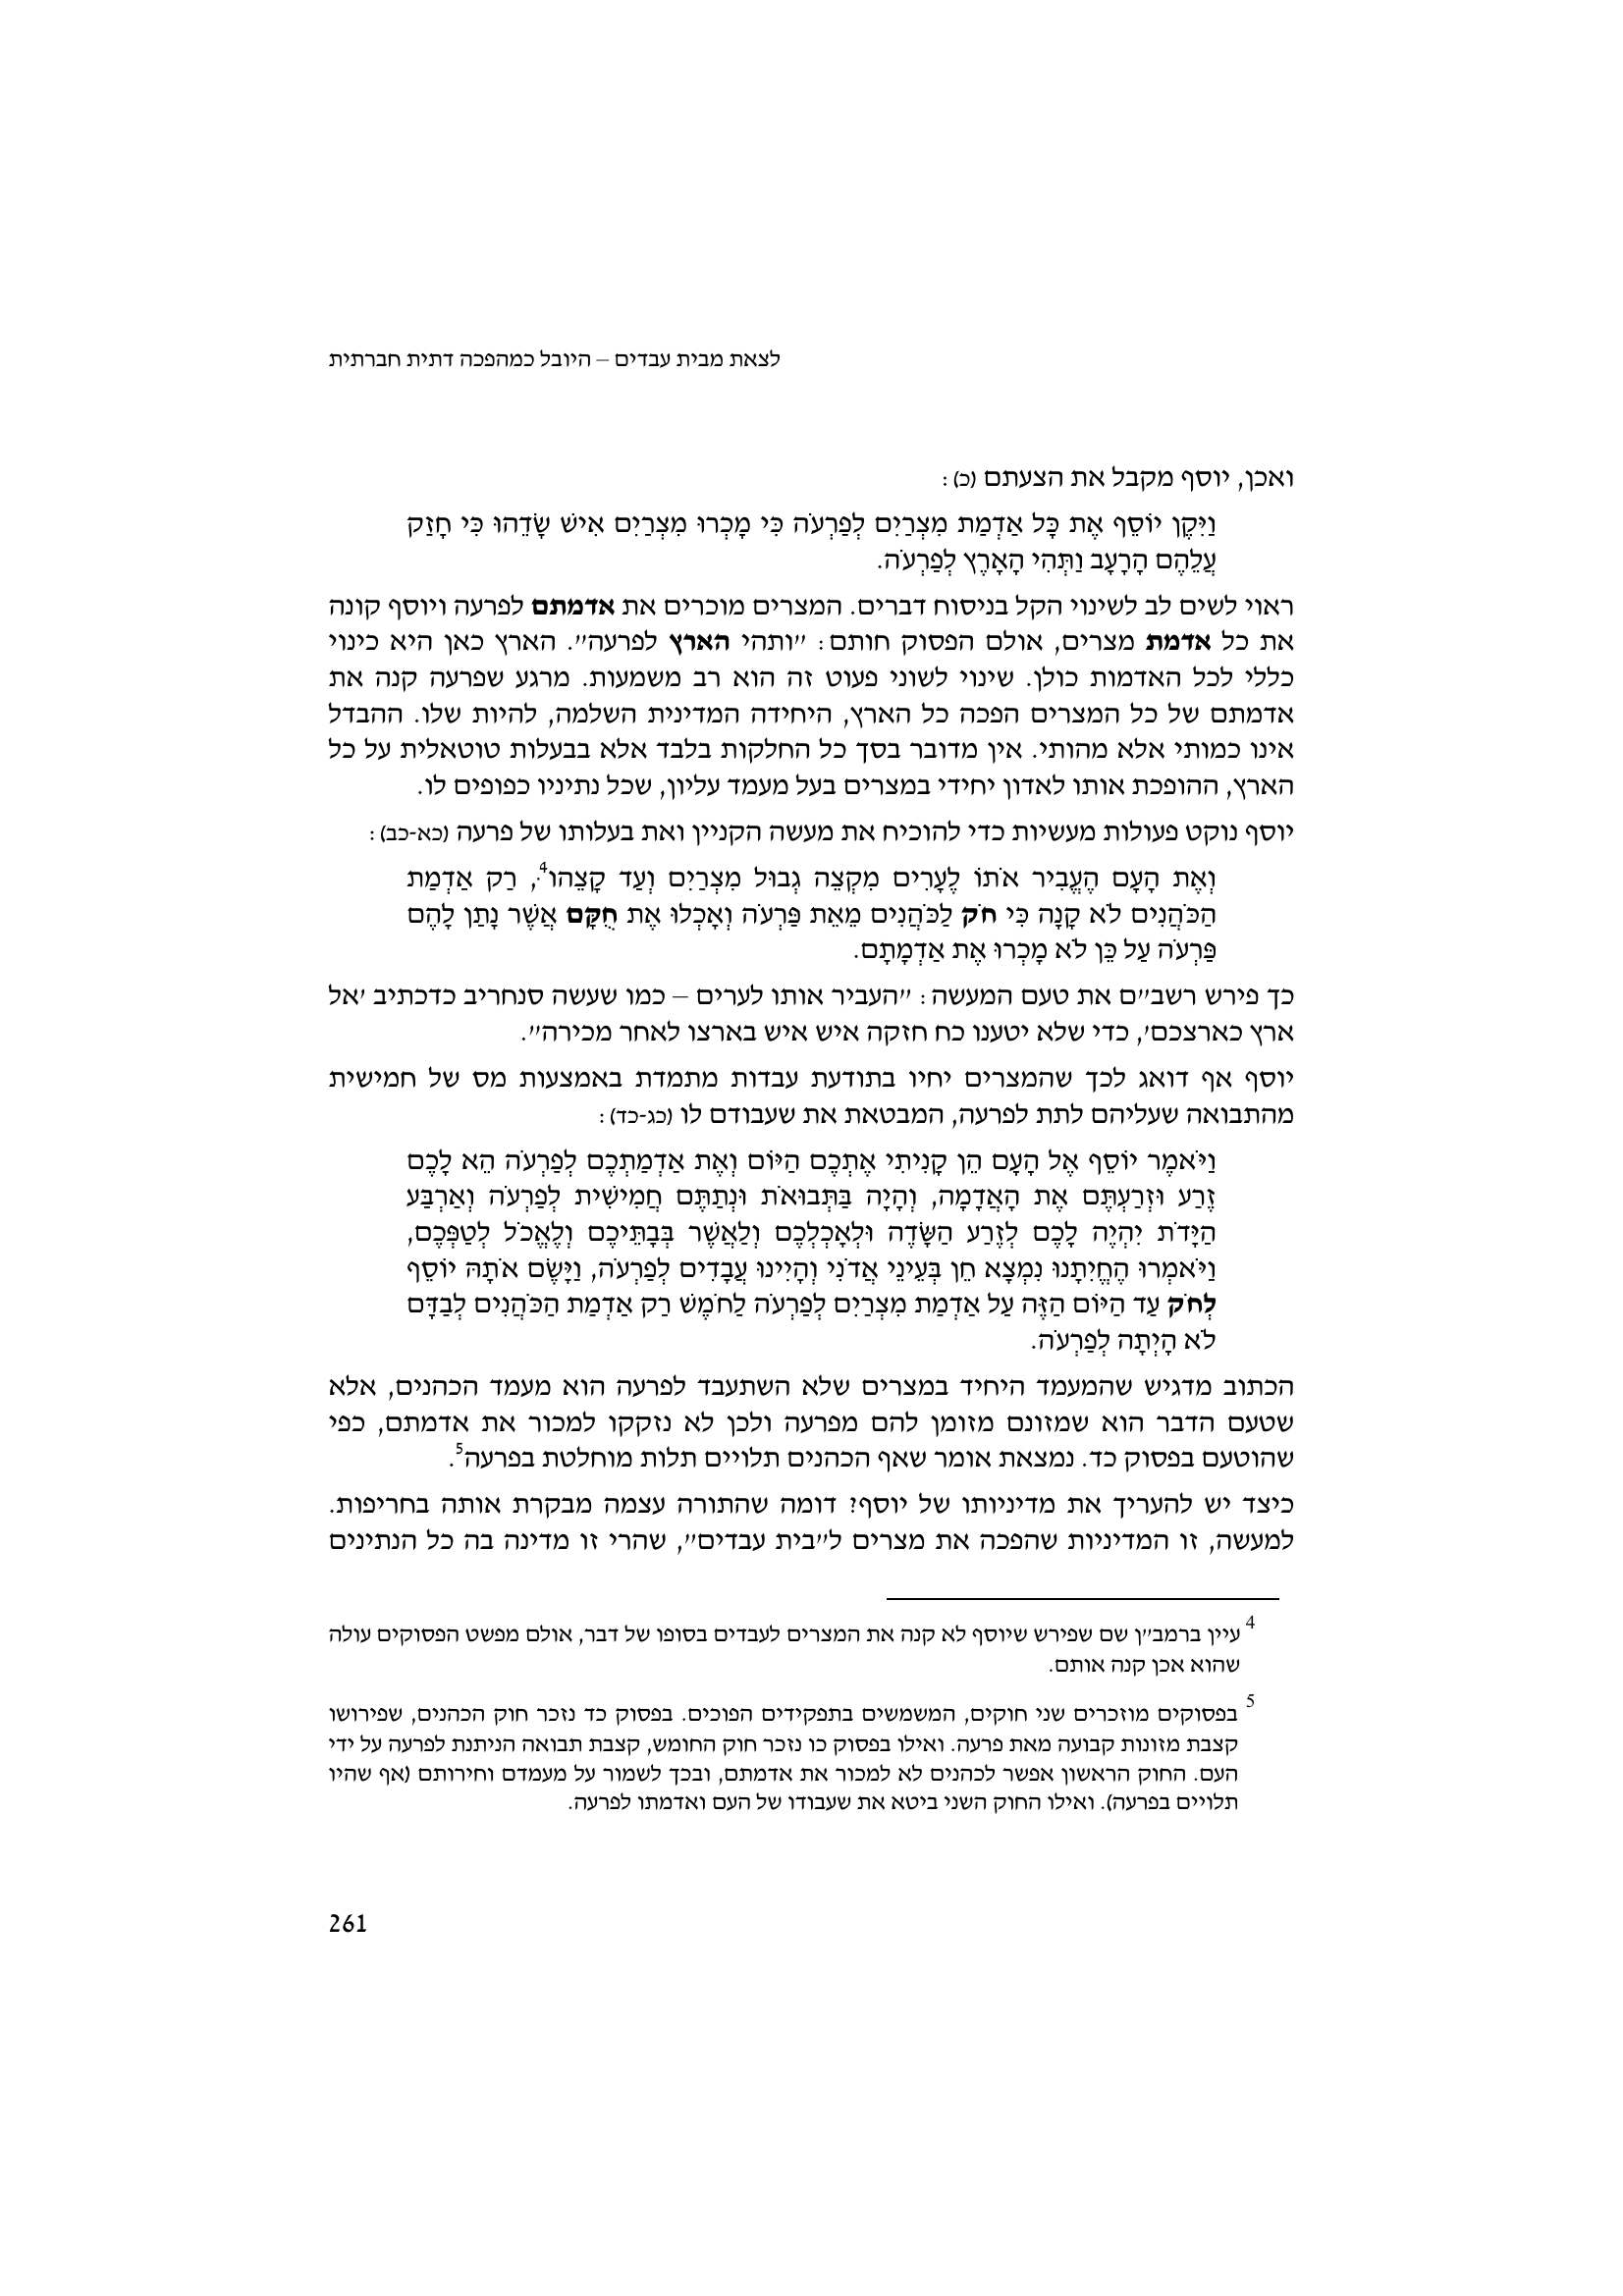 לצאת מבית עבדים – היובל כמהפכה דתית חברתית
ואכן, יוסף מקבל את הצעתם (כ):
וַיִּקֶן יוֹסֵף אֶת כָּל אַדְמַת מִצְרַיִם לְפַרְעֹה כִּי מָכְרוּ מִצְרַיִם אִישׁ שָׂדֵהוּ כִּי חָזַק
עֲלֵהֶם הָרָעָב וַתְּהִי הָאָרֶץ לְפַרְעֹה.
ראוי לשים לב לשינוי הקל בניסוח דברים. המצרים מוכרים את אדמתם לפרעה ויוסף קונה
את כל אדמת מצרים, אולם הפסוק חותם: "ותהי הארץ לפרעה". הארץ כאן היא כינוי
כללי לכל האדמות כולן. שינוי לשוני פעוט זה הוא רב משמעות. מרגע שפרעה קנה את
אדמתם של כל המצרים הפכה כל הארץ, היחידה המדינית השלמה, להיות שלו. ההבדל
אינו כמותי אלא מהותי. אין מדובר בסך כל החלקות בלבד אלא בבעלות טוטאלית על כל
הארץ, ההופכת אותו לאדון יחידי במצרים בעל מעמד עליון, שכל נתיניו כפופים לו.
יוסף נוקט פעולות מעשיות כדי להוכיח את מעשה הקניין ואת בעלותו של פרעה (כא-כב):
וְאֶת הָעָם הֶעֱבִיר אֹתוֹ לֶעָרִים מִקְצֵה גְבוּל מִצְרַיִם וְעַד קָצֵהוּ4., רַק אַדְמַת
הַכֹּהֲנִים לֹא קָנָה כִּי חֹק לַכֹּהֲנִים מֵאֵת פַּרְעֹה וְאָכְלוּ אֶת חֻקָּם אֲשֶׁר נָתַן לָהֶם
פַּרְעֹה עַל כֵּן לֹא מָכְרוּ אֶת אַדְמָתָם.
כך פירש רשב"ם את טעם המעשה: "העביר אותו לערים – כמו שעשה סנחריב כדכתיב 'אל
ארץ כארצכם', כדי שלא יטענו כח חזקה איש איש בארצו לאחר מכירה".
יוסף אף דואג לכך שהמצרים יחיו בתודעת עבדות מתמדת באמצעות מס של חמישית
מהתבואה שעליהם לתת לפרעה, המבטאת את שעבודם לו (כג-כד):
וַיֹּאמֶר יוֹסֵף אֶל הָעָם הֵן קָנִיתִי אֶתְכֶם הַיּוֹם וְאֶת אַדְמַתְכֶם לְפַרְעֹה הֵא לָכֶם
זֶרַע וּזְרַעְתֶּם אֶת הָאֲדָמָה, וְהָיָה בַּתְּבוּאֹת וּנְתַתֶּם חֲמִישִׁית לְפַרְעֹה וְאַרְבַּע
הַיָּדֹת יִהְיֶה לָכֶם לְזֶרַע הַשָּׂדֶה וּלְאָכְלְכֶם וְלַאֲשֶׁר בְּבָתֵּיכֶם וְלֶאֱכֹל לְטַפְּכֶם,
וַיֹּאמְרוּ הֶחֱיִתָנוּ נִמְצָא חֵן בְּעֵינֵי אֲדֹנִי וְהָיִינוּ עֲבָדִים לְפַרְעֹה, וַיָּשֶׂם אֹתָהּ יוֹסֵף
לְחֹק עַד הַיּוֹם הַזֶּה עַל אַדְמַת מִצְרַיִם לְפַרְעֹה לַחֹמֶשׁ רַק אַדְמַת הַכֹּהֲנִים לְבַדָּם
לֹא הָיְתָה לְפַרְעֹה.
הכתוב מדגיש שהמעמד היחיד במצרים שלא השתעבד לפרעה הוא מעמד הכהנים, אלא
שטעם הדבר הוא שמזונם מזומן להם מפרעה ולכן לא נזקקו למכור את אדמתם, כפי
שהוטעם בפסוק כד. נמצאת אומר שאף הכהנים תלויים תלות מוחלטת בפרעה5.
כיצד יש להעריך את מדיניותו של יוסף? דומה שהתורה עצמה מבקרת אותה בחריפות.
למעשה, זו המדיניות שהפכה את מצרים ל"בית עבדים", שהרי זו מדינה בה כל הנתינים
4 עיין ברמב"ן שם שפירש שיוסף לא קנה את המצרים לעבדים בסופו של דבר, אולם מפשט הפסוקים עולה
שהוא אכן קנה אותם.
5 בפסוקים מוזכרים שני חוקים, המשמשים בתפקידים הפוכים. בפסוק כד נזכר חוק הכהנים, שפירושו
קצבת מזונות קבועה מאת פרעה. ואילו בפסוק כו נזכר חוק החומש, קצבת תבואה הניתנת לפרעה על ידי
העם. החוק הראשון אפשר לכהנים לא למכור את אדמתם, ובכך לשמור על מעמדם וחירותם (אף שהיו
תלויים בפרעה). ואילו החוק השני ביטא את שעבודו של העם ואדמתו לפרעה.
261